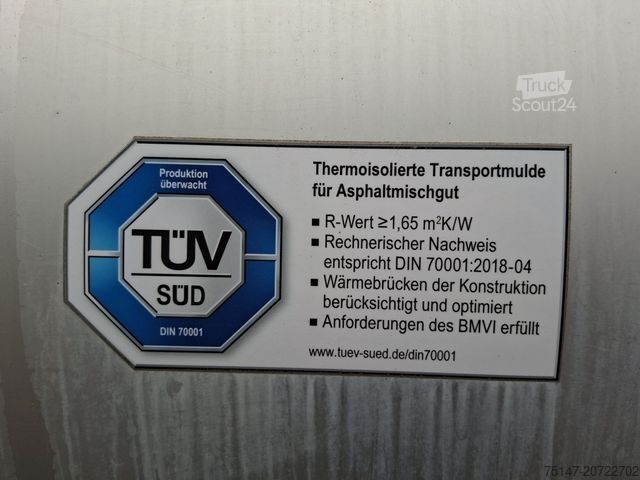 Truck
Scout24
Produktion
überwacht
TÜV
SÜD
DIN 70001
Thermoisolierte Transportmulde
für Asphaltmischgut
▪ R-Wert ≥1,65 m²K/W
▪ Rechnerischer Nachweis
entspricht DIN 70001:2018-04
▪ Wärmebrücken der Konstruktion
berücksichtigt und optimiert
▪ Anforderungen des BMVI erfüllt
www.tuev-sued.de/din70001
75147-20722702